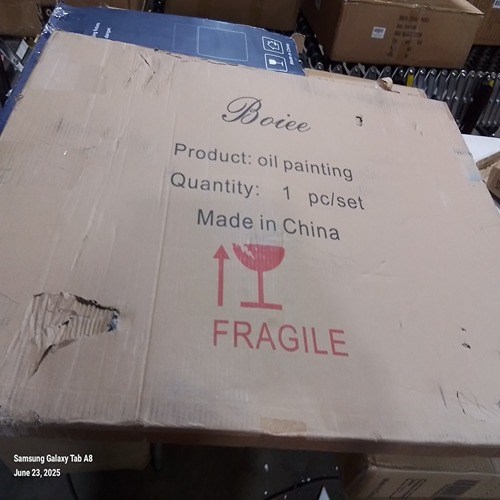 Boiee
Product: oil painting
Quantity: 1 pc/set
Made in China
FRAGILE
Samsung Galaxy Tab A8
June 23, 2025